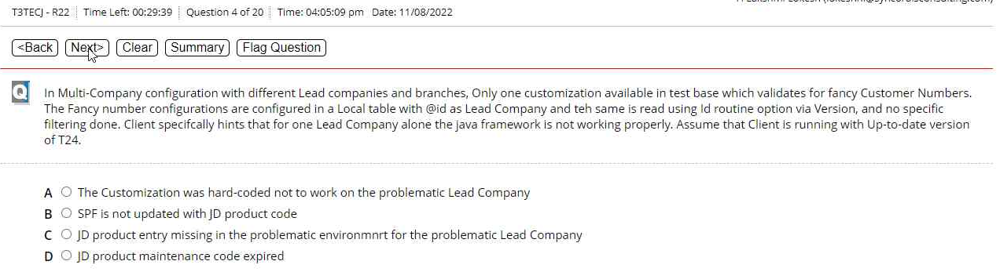 T3TECJ - R22 Time Left: 00:29:39 Question 4 of 20 Time: 04:05:09 pm Date: 11/08/2022
<Back Next> Clear Summary Flag Question
Q In Multi-Company configuration with different Lead companies and branches, Only one customization available in test base which validates for fancy Customer Numbers.
The Fancy number configurations are configured in a Local table with @id as Lead Company and teh same is read using Id routine option via Version, and no specific
filtering done. Client specifcally hints that for one Lead Company alone the java framework is not working properly. Assume that Client is running with Up-to-date version
of T24.
A The Customization was hard-coded not to work on the problematic Lead Company
B SPF is not updated with JD product code
C JD product entry missing in the problematic environmnrt for the problematic Lead Company
D JD product maintenance code expired